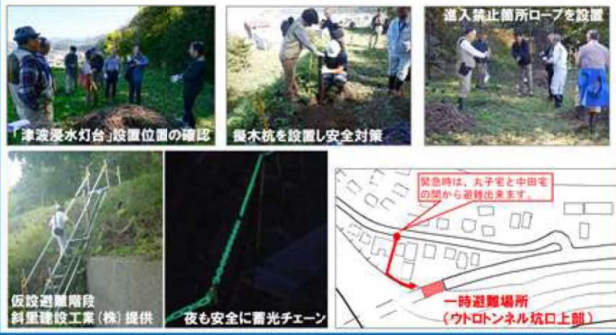 「津波浸水灯台」設置位置の確認
擬木杭を設置し安全対策
進入禁止箇所ロープを設置
仮設避難階段
斜里建設工業(株)提供
夜も安全に蓄光チェーン
緊急時は、丸子宅と中田宅
の間から避難出来ます。
一時避難場所
(ウトロトンネル坑口上部)